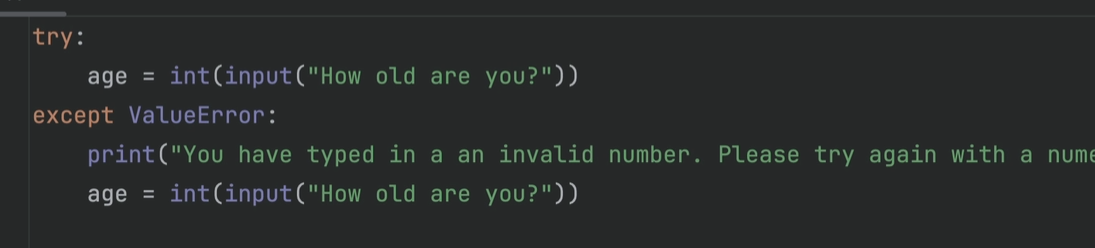 try:
    age = int(input("How old are you?"))
except ValueError:
    print("You have typed in a an invalid number. Please try again with a
    age = int(input("How old are you?"))